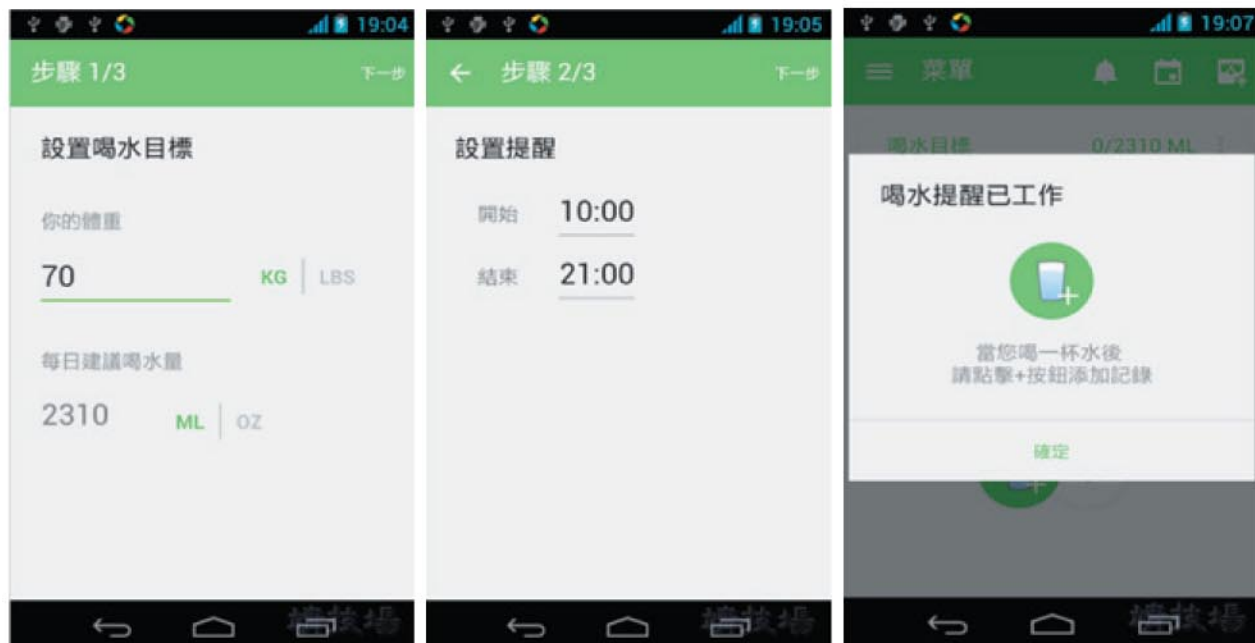 19:04
步驟 1/3
下一步
設置喝水目標
你的體重
70
KG | LBS
每日建議喝水量
2310
ML | OZ
19:05
步驟 2/3
下一步
設置提醒
開始 10:00
結束 21:00
19:07
菜單
喝水目標 0/2310 ML
喝水提醒已工作
當您喝一杯水後
請點擊+按鈕添加記錄
確定